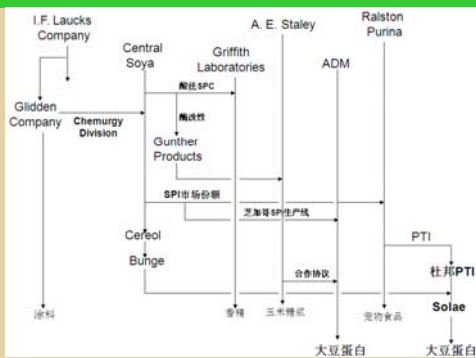 I.F. Laucks
Company
Central
Soya
Griffith
Laboratories
A. E. Staley
Ralston
Purina
ADM
酸法SPC
Glidden
Company
Chemurgy
Division
酶改性
Gunther
Products
SPI市场份额
芝加哥SPI生产线
Cereol
PTI
Bunge
杜邦PTI
合作协议
Solae
涂料
香精
玉米糖浆
宠物食品
大豆蛋白
大豆蛋白